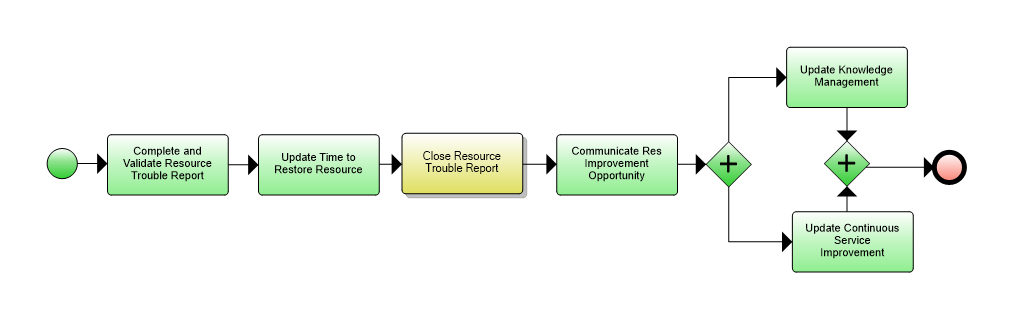 Complete and
Validate Resource
Trouble Report
Update Time to
Restore Resource
Close Resource
Trouble Report
Communicate Res
Improvement
Opportunity
Update Knowledge
Management
Update Continuous
Service
Improvement